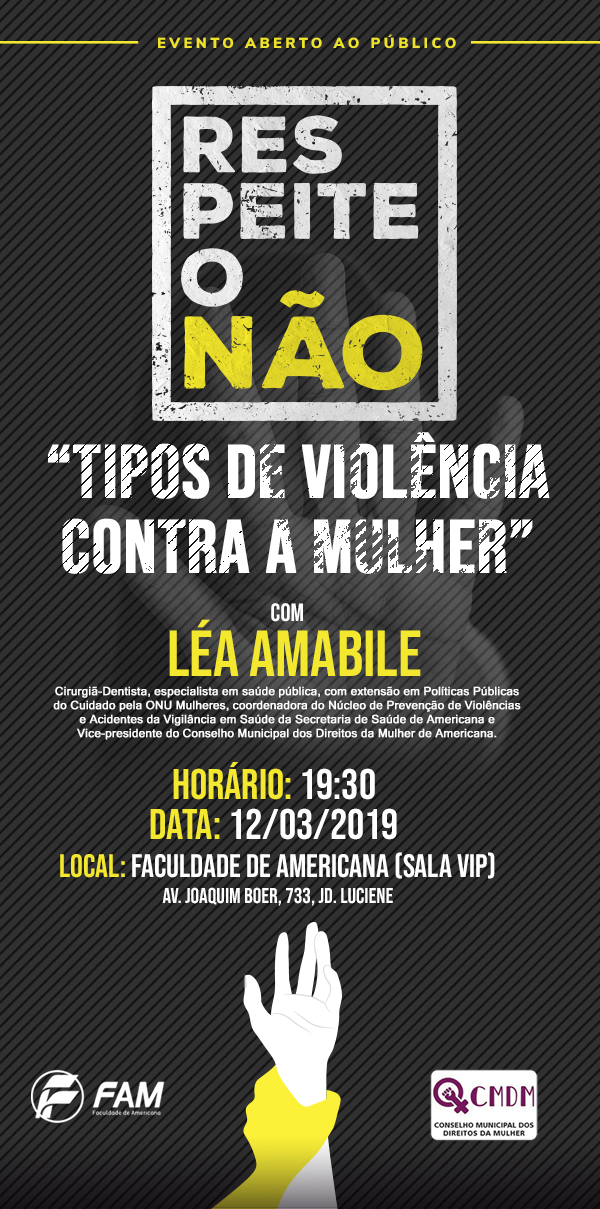 EVENTO ABERTO AO PÚBLICO
RES
PEITE
O
NÃO
“TIPOS DE VIOLÊNCIA
CONTRA A MULHER”
COM
LÉA AMABILE
Cirurgiã-Dentista, especialista em saúde pública, com extensão em Políticas Públicas
do Cuidado pela ONU Mulheres, coordenadora do Núcleo de Prevenção de Violências
e Acidentes da Vigilância em Saúde da Secretaria de Saúde de Americana e
Vice-presidente do Conselho Municipal dos Direitos da Mulher de Americana.
HORÁRIO: 19:30
DATA: 12/03/2019
LOCAL: FACULDADE DE AMERICANA (SALA VIP)
AV. JOAQUIM BOER, 733, JD. LUCIENE
FAM
Faculdade de Americana
CMDM
CONSELHO MUNICIPAL DOS
DIREITOS DA MULHER